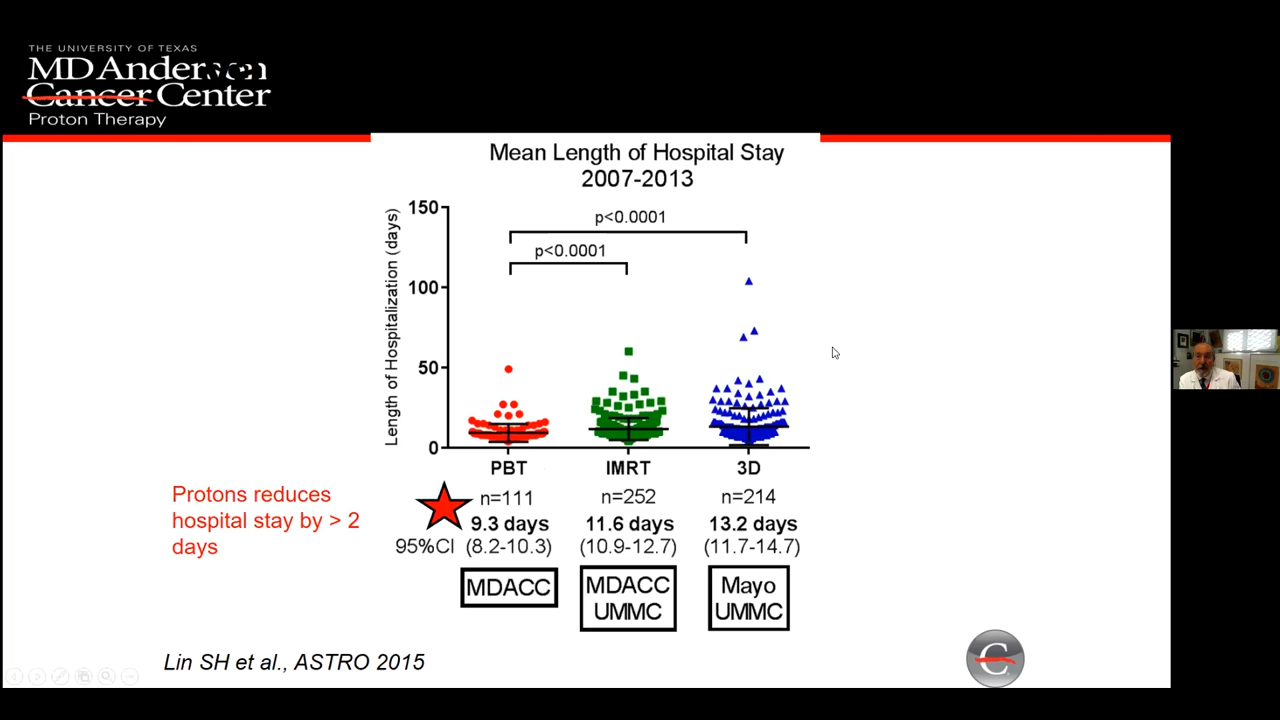 THE UNIVERSITY OF TEXAS
MD Anderson
Cancer Center
Proton Therapy
Mean Length of Hospital Stay
2007-2013
Length of Hospitalization (days)
150
100
50
0
p<0.0001
p<0.0001
PBT IMRT 3D
n=111 n=252 n=214
9.3 days 11.6 days 13.2 days
95%CI (8.2-10.3) (10.9-12.7) (11.7-14.7)
MDACC MDACC Mayo
UMMC UMMC
Protons reduces
hospital stay by > 2
days
Lin SH et al., ASTRO 2015
C